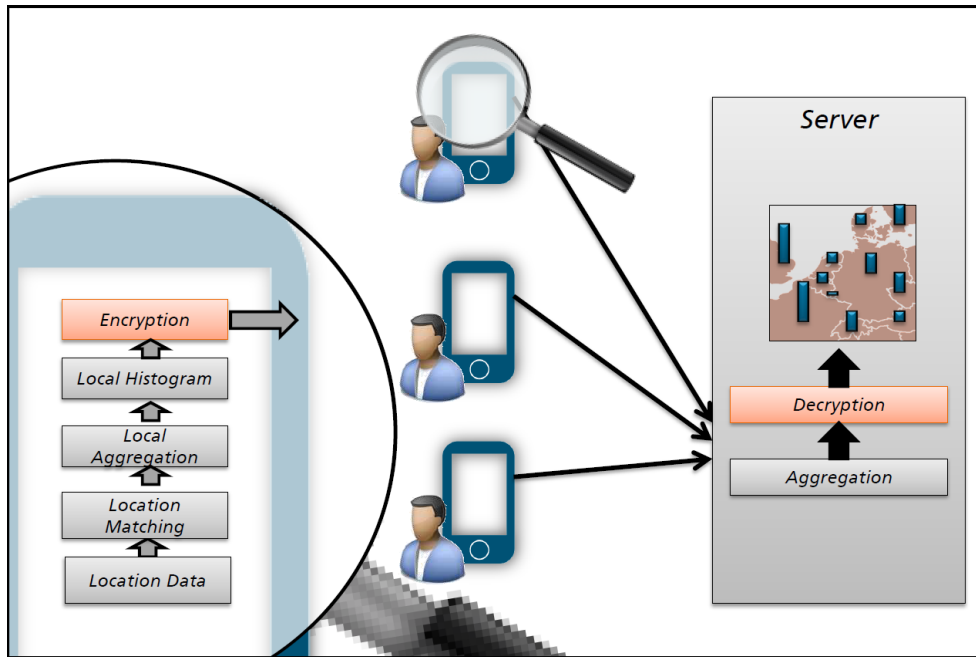 Server
Encryption
Local Histogram
Local
Aggregation
Location
Matching
Location Data
Decryption
Aggregation